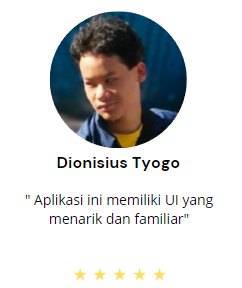 Dionisius Tyogo
" Aplikasi ini memiliki UI yang
menarik dan familiar"